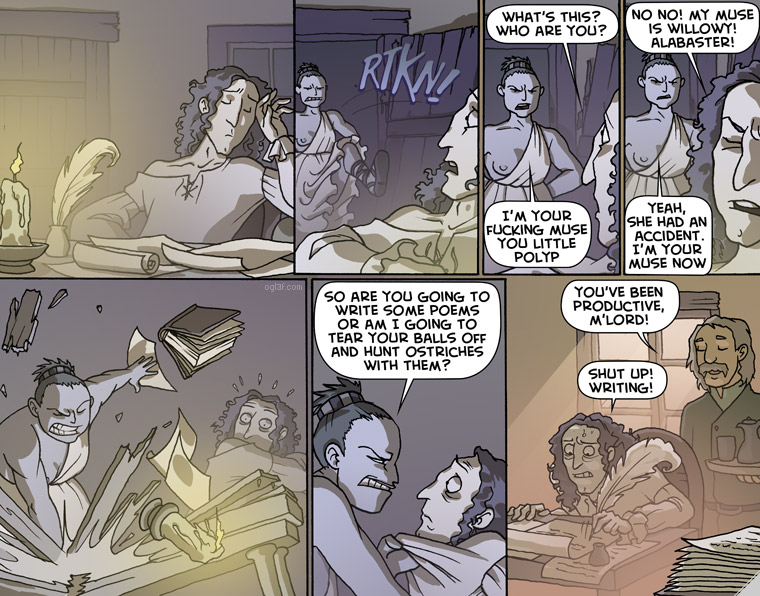 RTKN!
WHAT'S THIS?
WHO ARE YOU?
I'M YOUR
FUCKING MUSE
YOU LITTLE
POLYP
NO NO! MY MUSE
IS WILLOWY!
ALABASTER!
YEAH,
SHE HAD AN
ACCIDENT.
I'M YOUR
MUSE NOW
oglaf.com
SO ARE YOU GOING TO
WRITE SOME POEMS
OR AM I GOING TO
TEAR YOUR BALLS OFF
AND HUNT OSTRICHES
WITH THEM?
YOU'VE BEEN
PRODUCTIVE,
M'LORD!
SHUT UP!
WRITING!